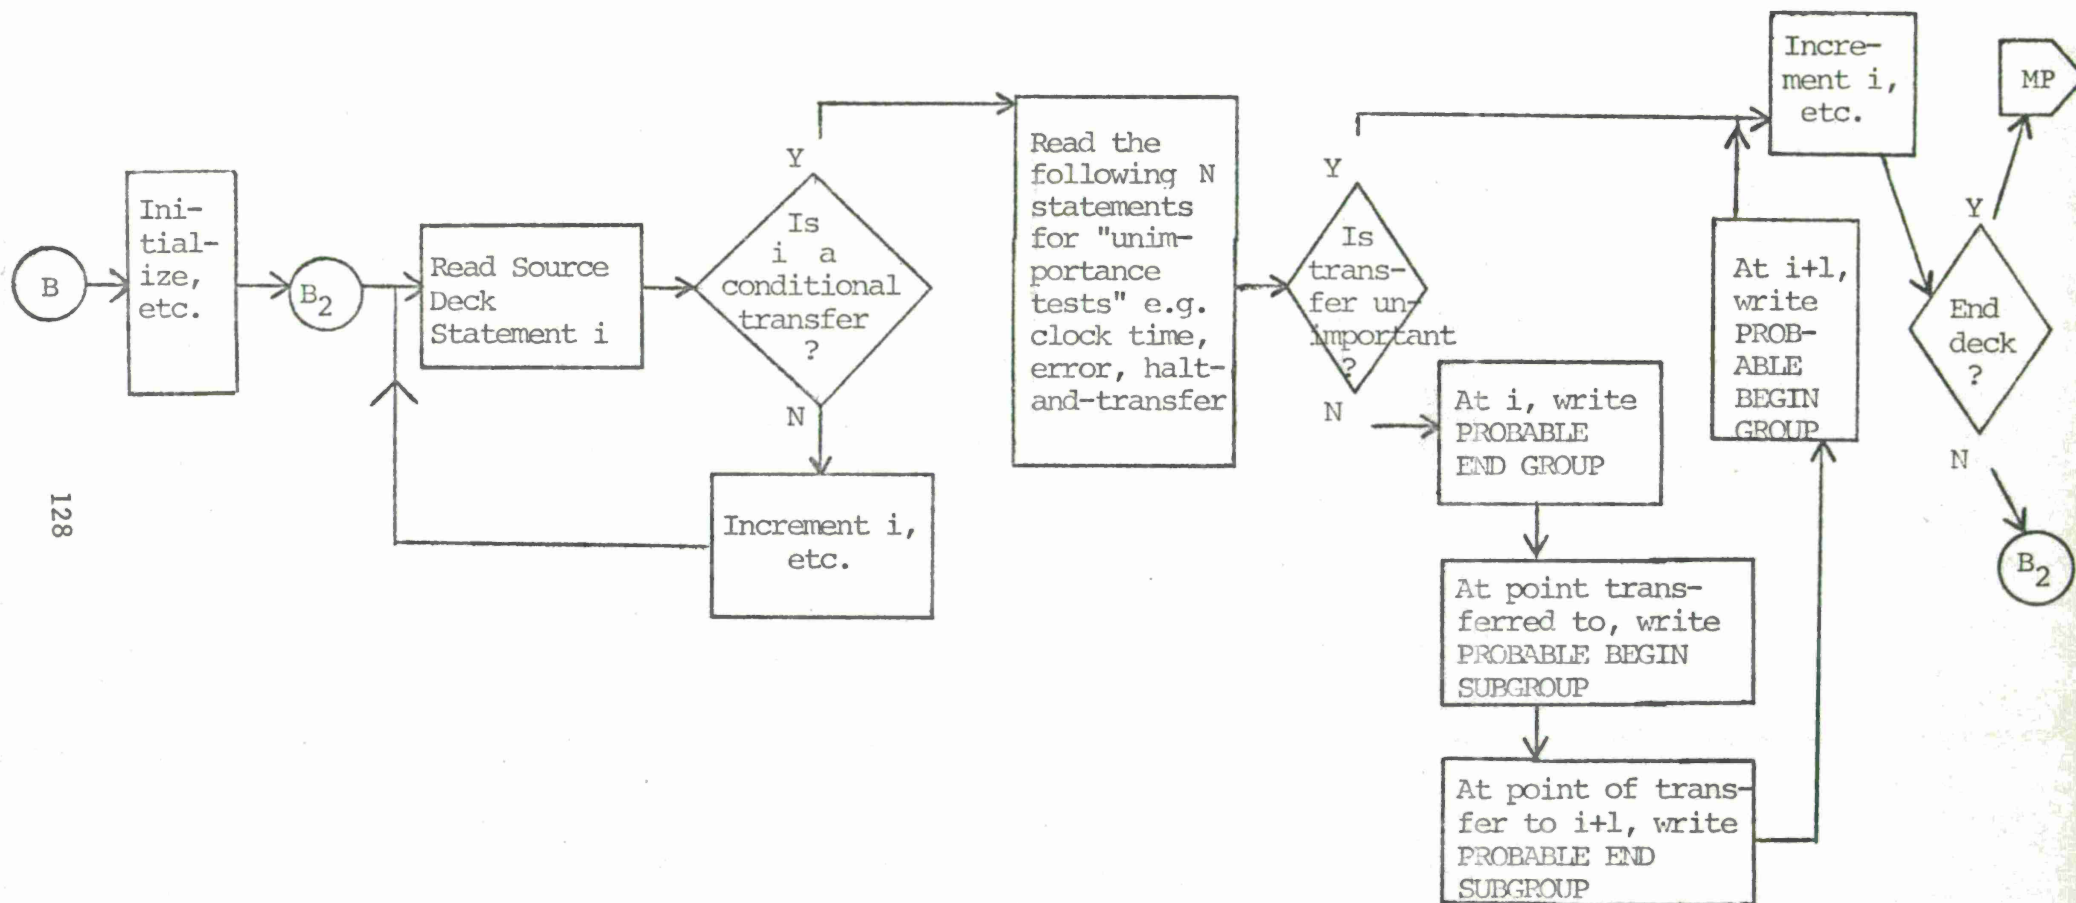 B
Ini-
tial-
ize,
etc.
B2
Read Source
Deck
Statement i
Y
Is
i a
conditional
transfer
?
N
Increment i,
etc.
Read the
following N
statements
for "unim-
portance
tests" e.g.
clock time,
error, halt-
and-transfer
Y
Is
trans-
fer un-
important
?
N
At i, write
PROBABLE
END GROUP
At point trans-
ferred to, write
PROBABLE BEGIN
SUBGROUP
At point of trans-
fer to i+1, write
PROBABLE END
SUBGROUP
At i+1,
write
PROB-
ABLE
BEGIN
GROUP
Incre-
ment i,
etc.
Y
End
deck
?
N
MP
B2
128